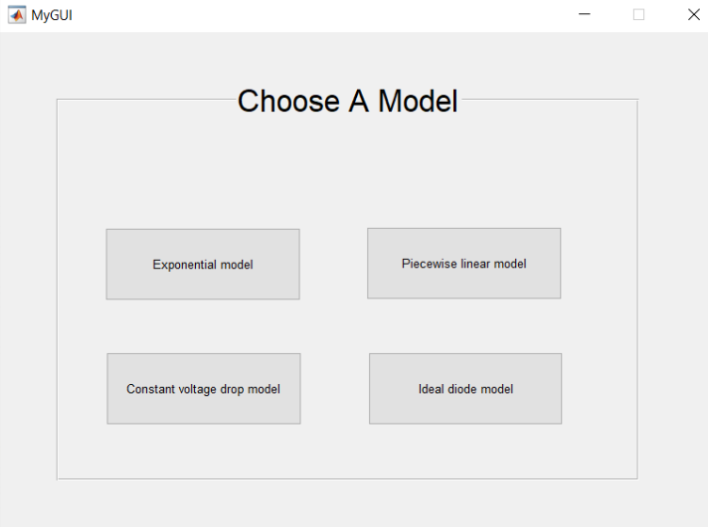 MyGUI
Choose A Model
Exponential model
Piecewise linear model
Constant voltage drop model
Ideal diode model